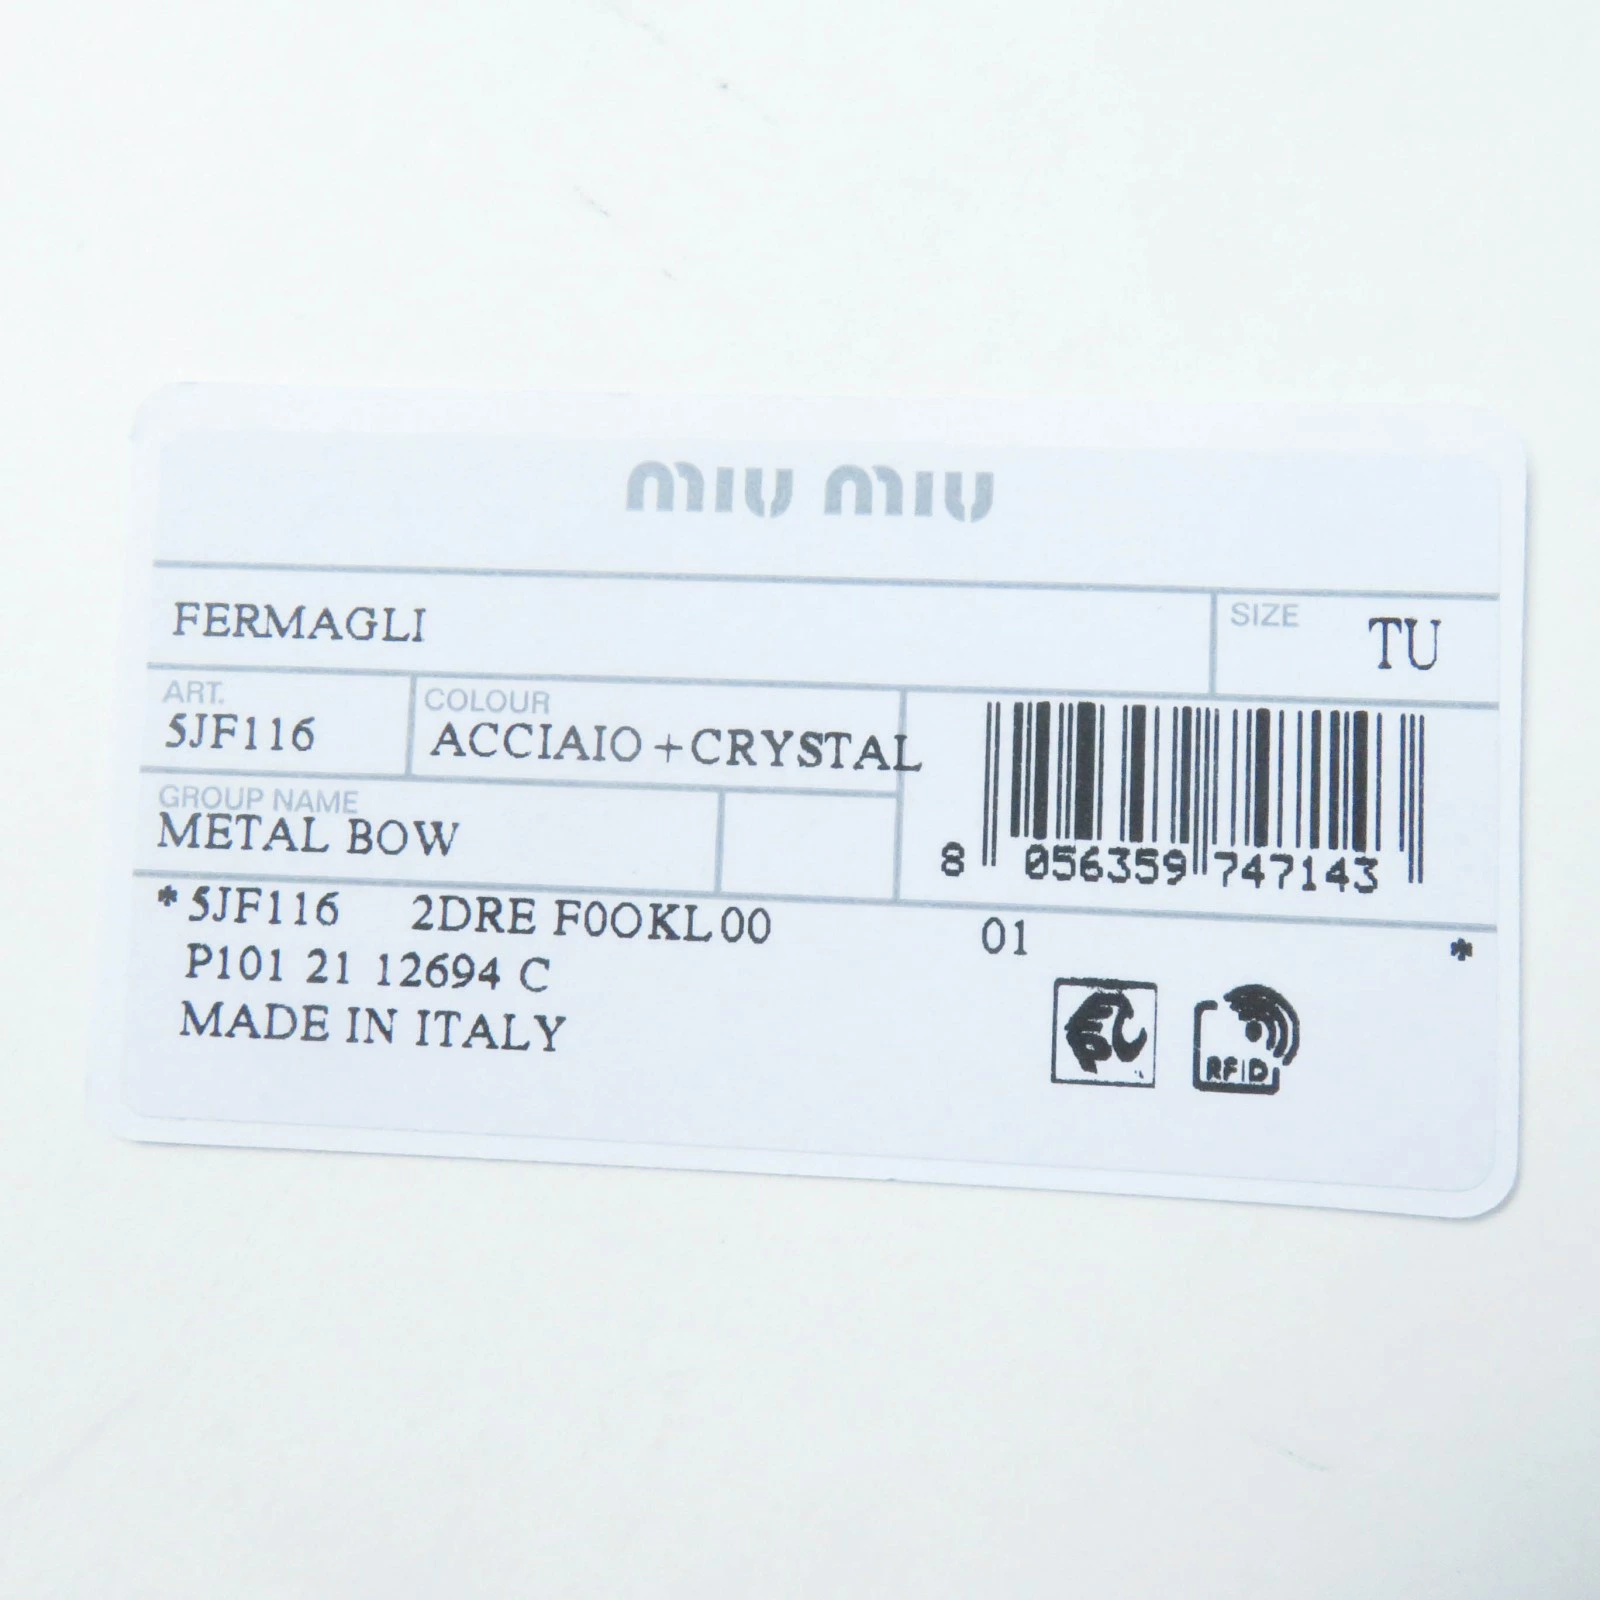 miu miu
FERMAGLI
SIZE TU
ART.
5JF116
COLOUR
ACCIAIO+CRYSTAL
GROUP NAME
METAL BOW
8 056359 747143
*5JF116 2DRE F0OKL00 01 *
P101 21 12694 C
MADE IN ITALY
RFID